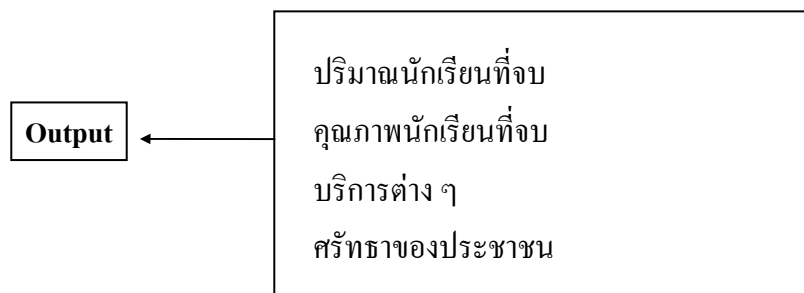 Output
ปริมาณนักเรียนที่จบ
คุณภาพนักเรียนที่จบ
บริการต่าง ๆ
ศรัทธาของประชาชน